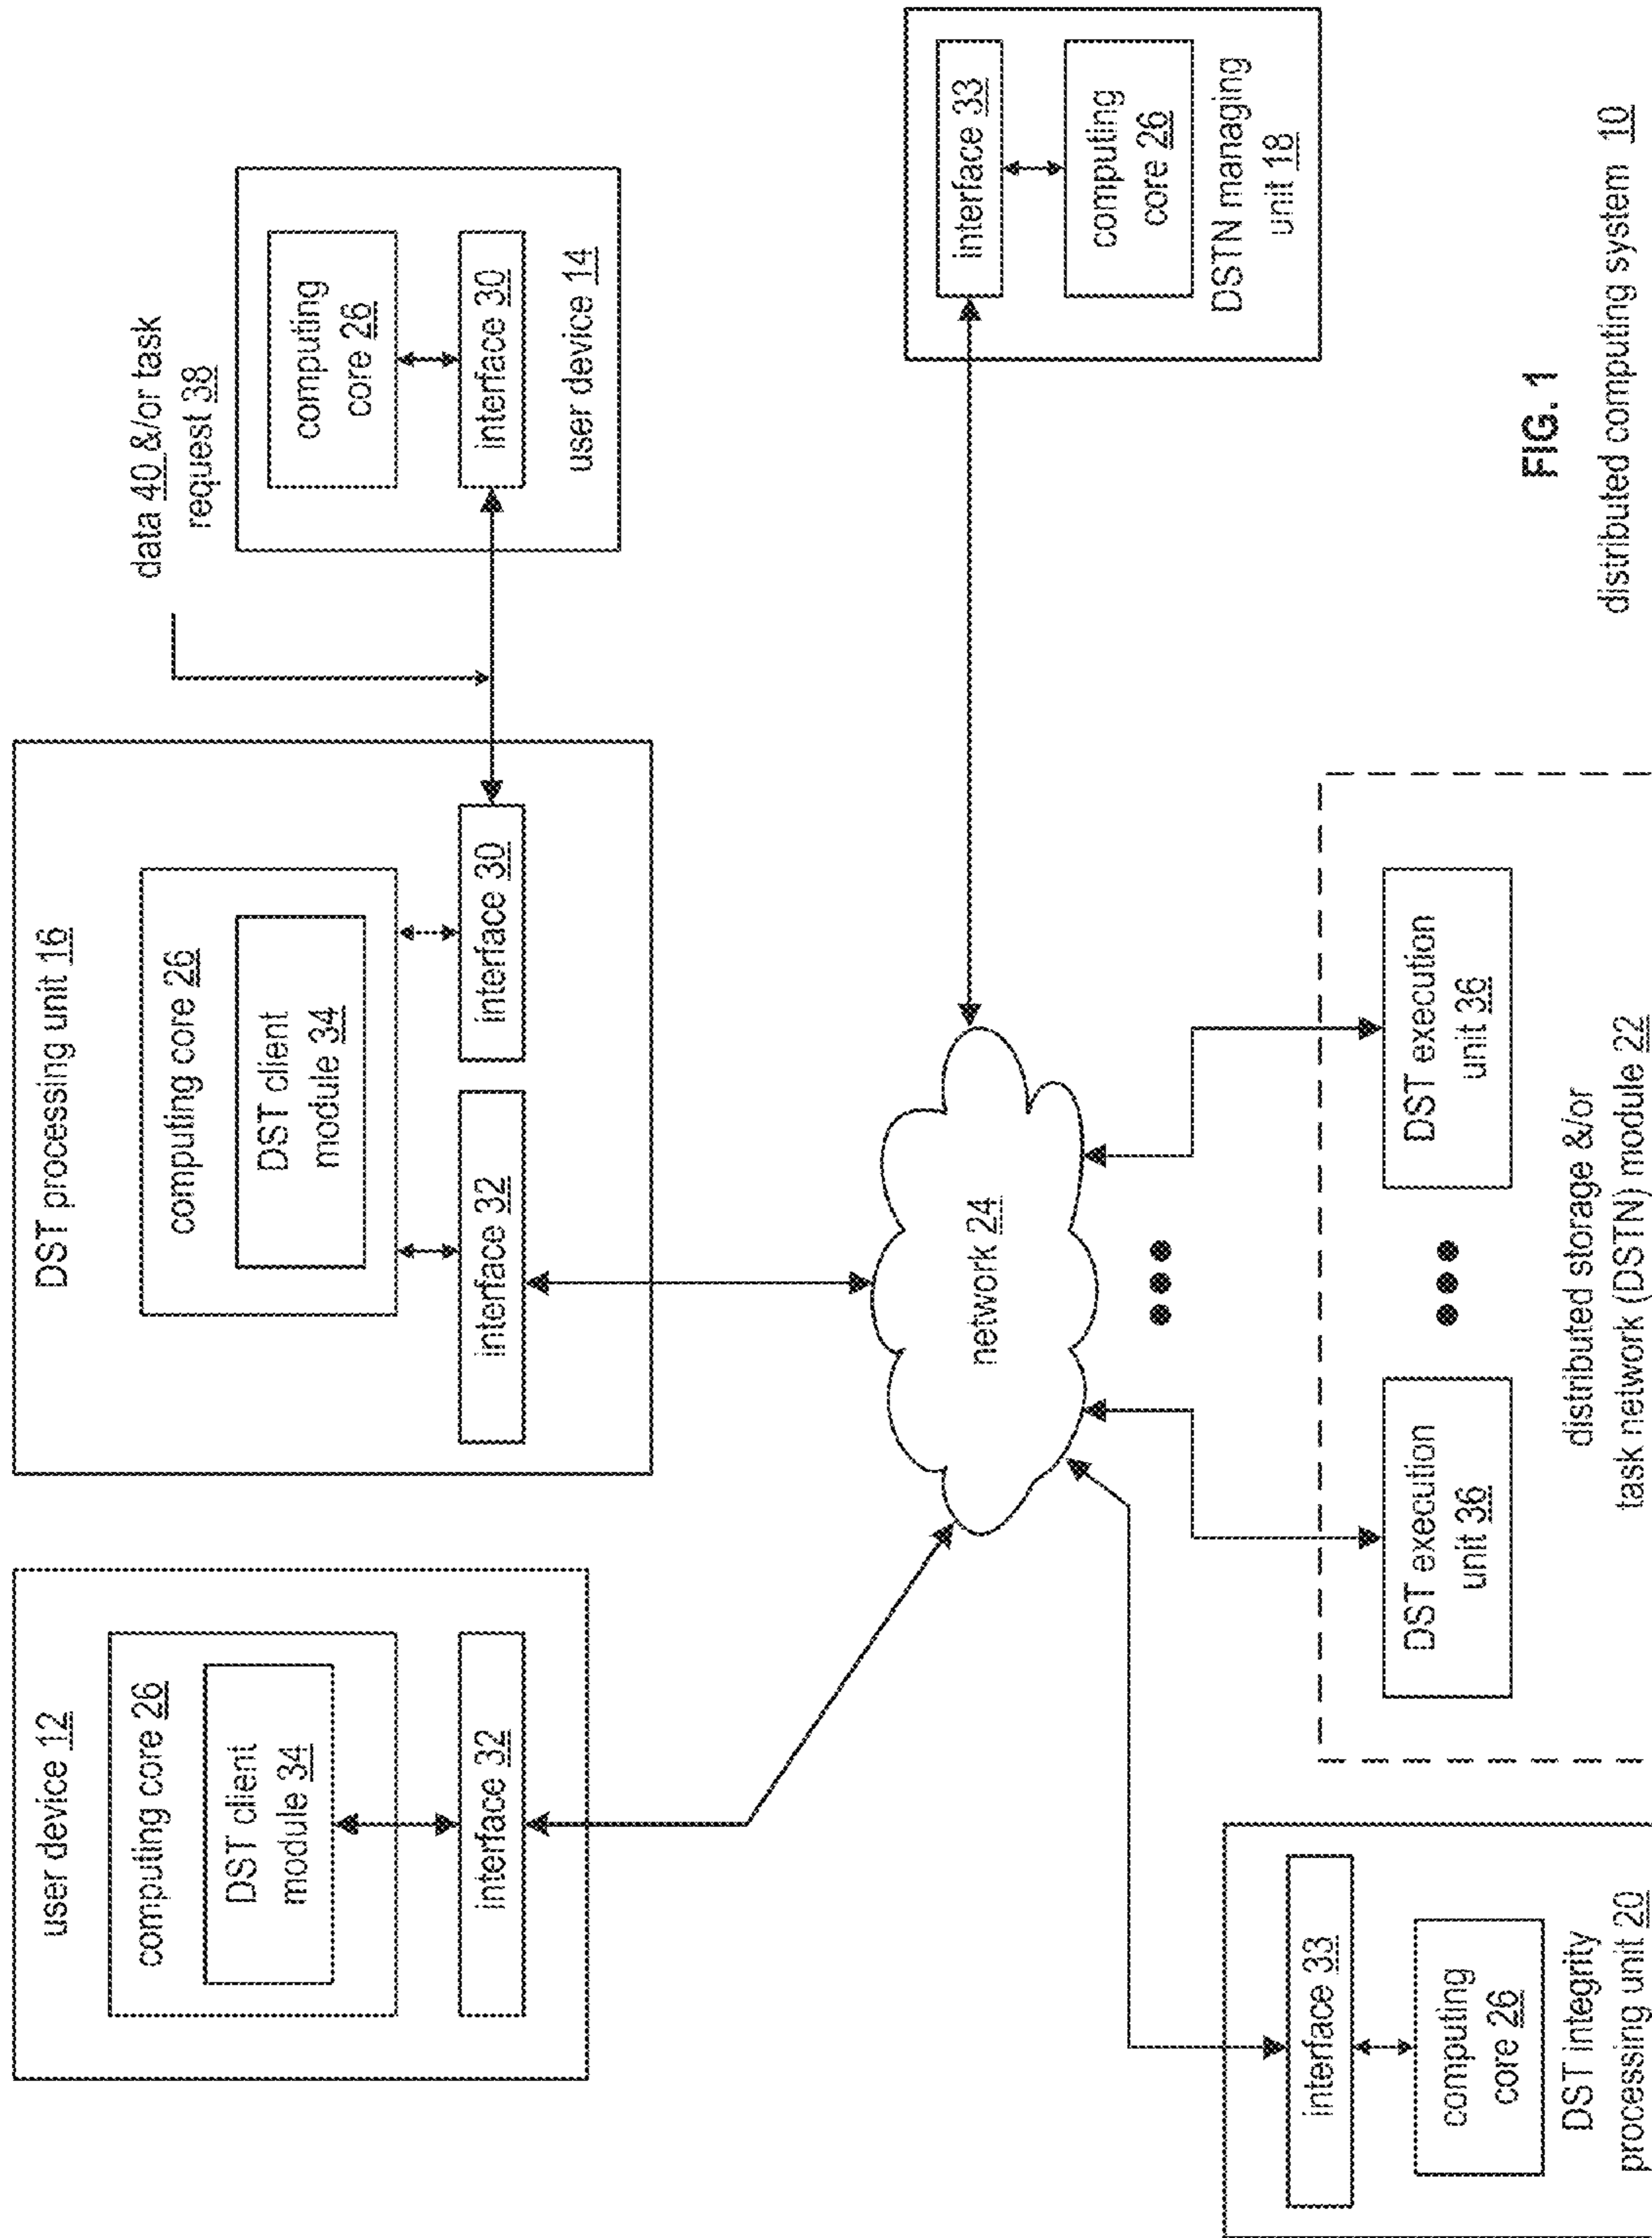 user device 12
computing core 26
DST client
module 34
interface 32
DST processing unit 16
computing core 26
DST client
module 34
interface 32
interface 30
data 40 &/or task
request 38
computing
core 26
interface 30
user device 14
network 24
interface 33
computing
core 26
DSTN managing
unit 18
interface 33
computing
core 26
DST integrity
processing unit 20
DST execution
unit 36
DST execution
unit 36
distributed storage &/or
task network (DSTN) module 22
FIG. 1
distributed computing system 10